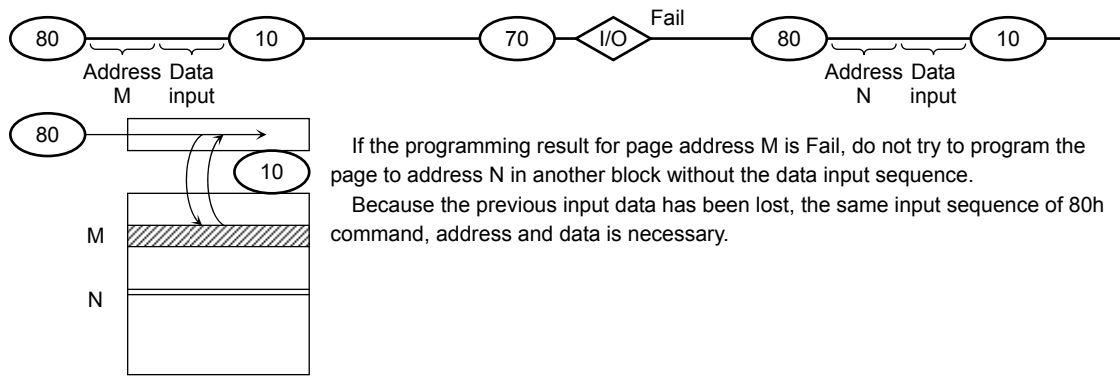 Fail
80 10 70 I/O 80 10
Address Data Address Data
M input N input
80
10
M
N
If the programming result for page address M is Fail, do not try to program the
page to address N in another block without the data input sequence.
Because the previous input data has been lost, the same input sequence of 80h
command, address and data is necessary.